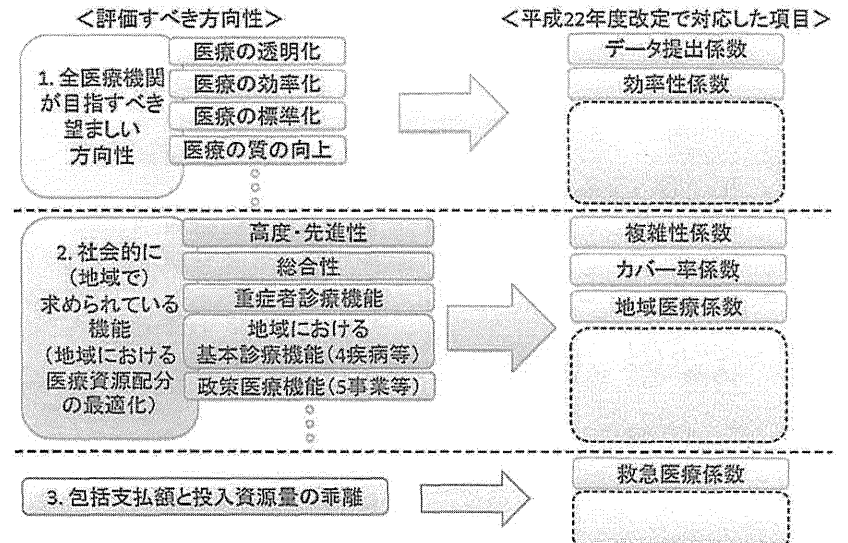 ＜評価すべき方向性＞
＜平成22年度改定で対応した項目＞
1. 全医療機関
が目指すべき
望ましい
方向性
医療の透明化
医療の効率化
医療の標準化
医療の質の向上
データ提出係数
効率性係数
2. 社会的に
（地域で）
求められている
機能
（地域における
医療資源配分
の最適化）
高度・先進性
総合性
重症者診療機能
地域における
基本診療機能（4疾病等）
政策医療機能（5事業等）
複雑性係数
カバー率係数
地域医療係数
3. 包括支払額と投入資源量の乖離
救急医療係数